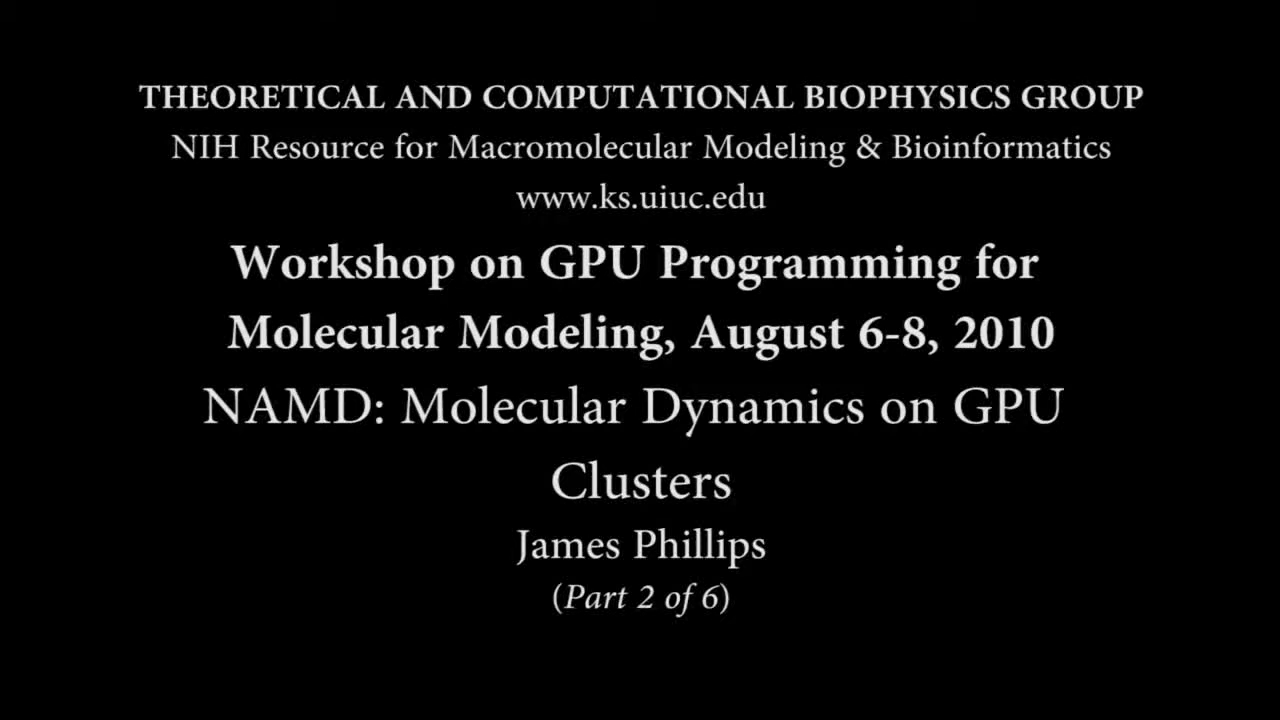 THEORETICAL AND COMPUTATIONAL BIOPHYSICS GROUP
NIH Resource for Macromolecular Modeling & Bioinformatics
www.ks.uiuc.edu
Workshop on GPU Programming for
Molecular Modeling, August 6-8, 2010
NAMD: Molecular Dynamics on GPU
Clusters
James Phillips
(Part 2 of 6)